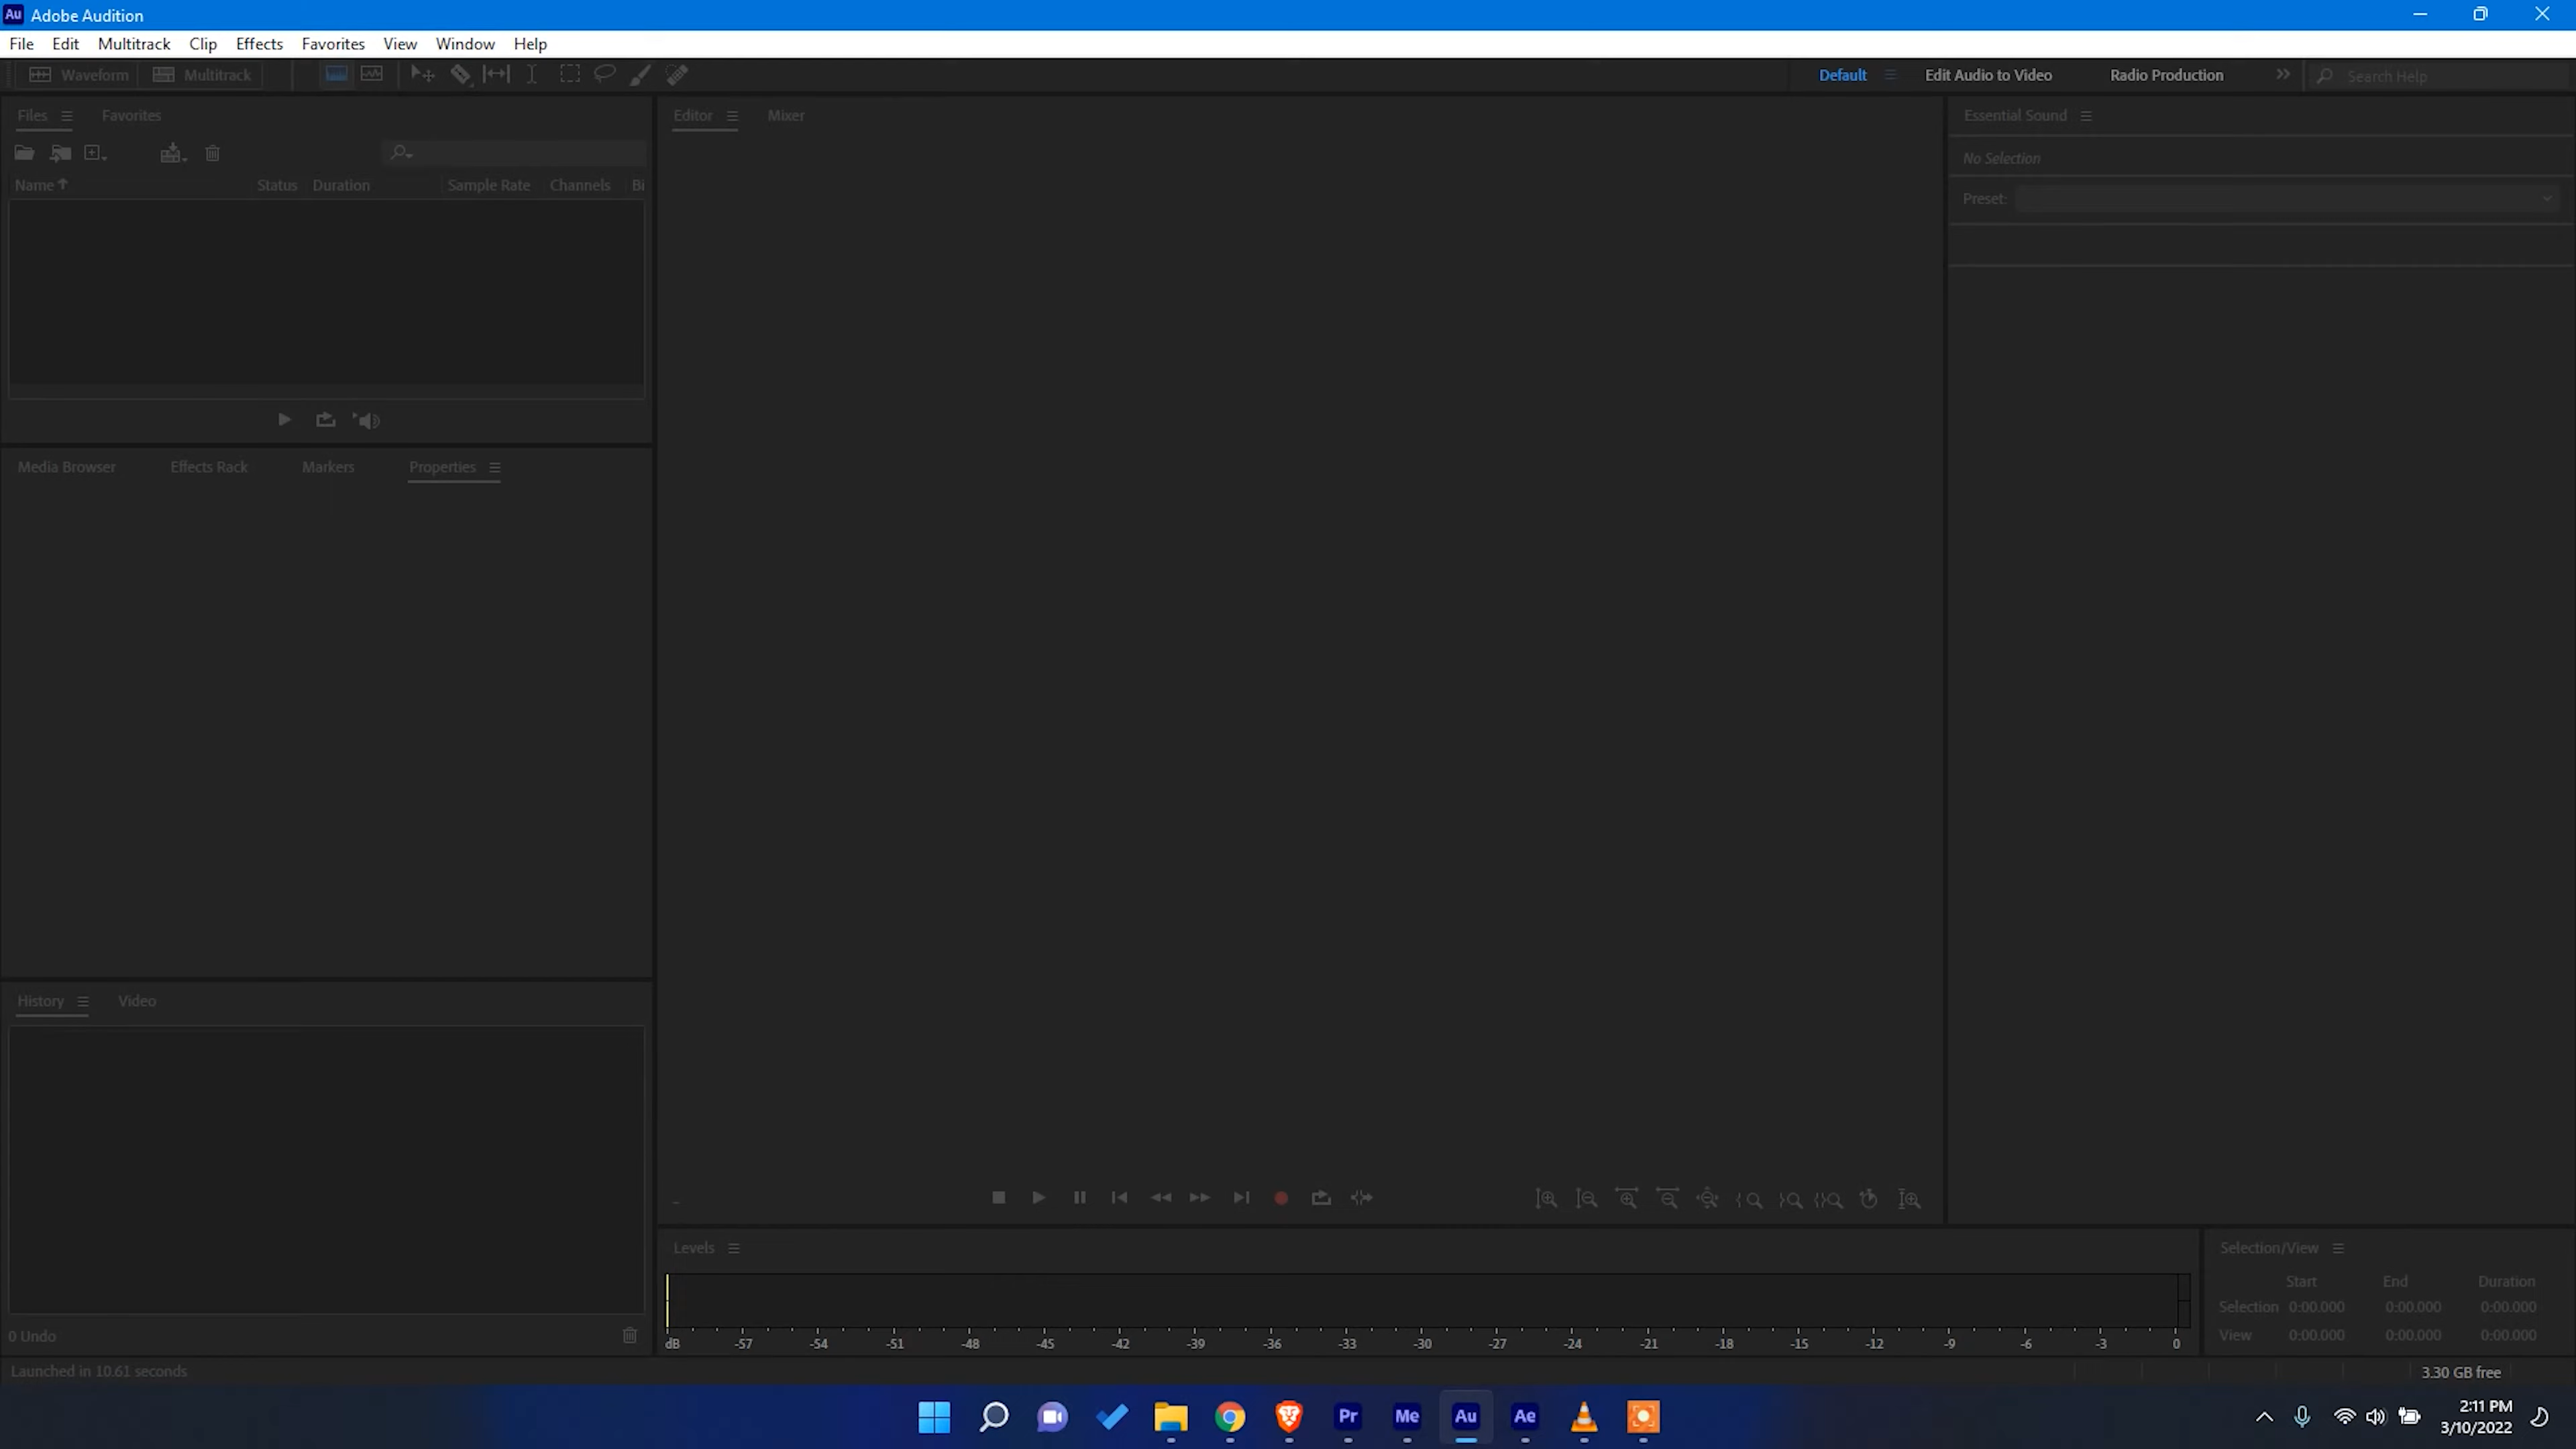 Au Adobe Audition
File Edit Multitrack Clip Effects Favorites View Window Help
Waveform Multitrack Default Edit Audio to Video Radio Production Search Help
Files Favorites
Name Status Duration Sample Rate Channels Bi
Media Browser Effects Rack Markers Properties
History Video
0 Undo
Launched in 10.61 seconds
Editor Mixer
Levels
dB -57 -54 -51 -48 -45 -42 -39 -36 -33 -30 -27 -24 -21 -18 -15 -12 -9 -6 -3 0
Essential Sound
No Selection
Preset:
Selection/View
Start End Duration
Selection 0:00.000 0:00.000 0:00.000
View 0:00.000 0:00.000 0:00.000
3.30 GB free
Pr Me Au Ae
2:11 PM
3/10/2022